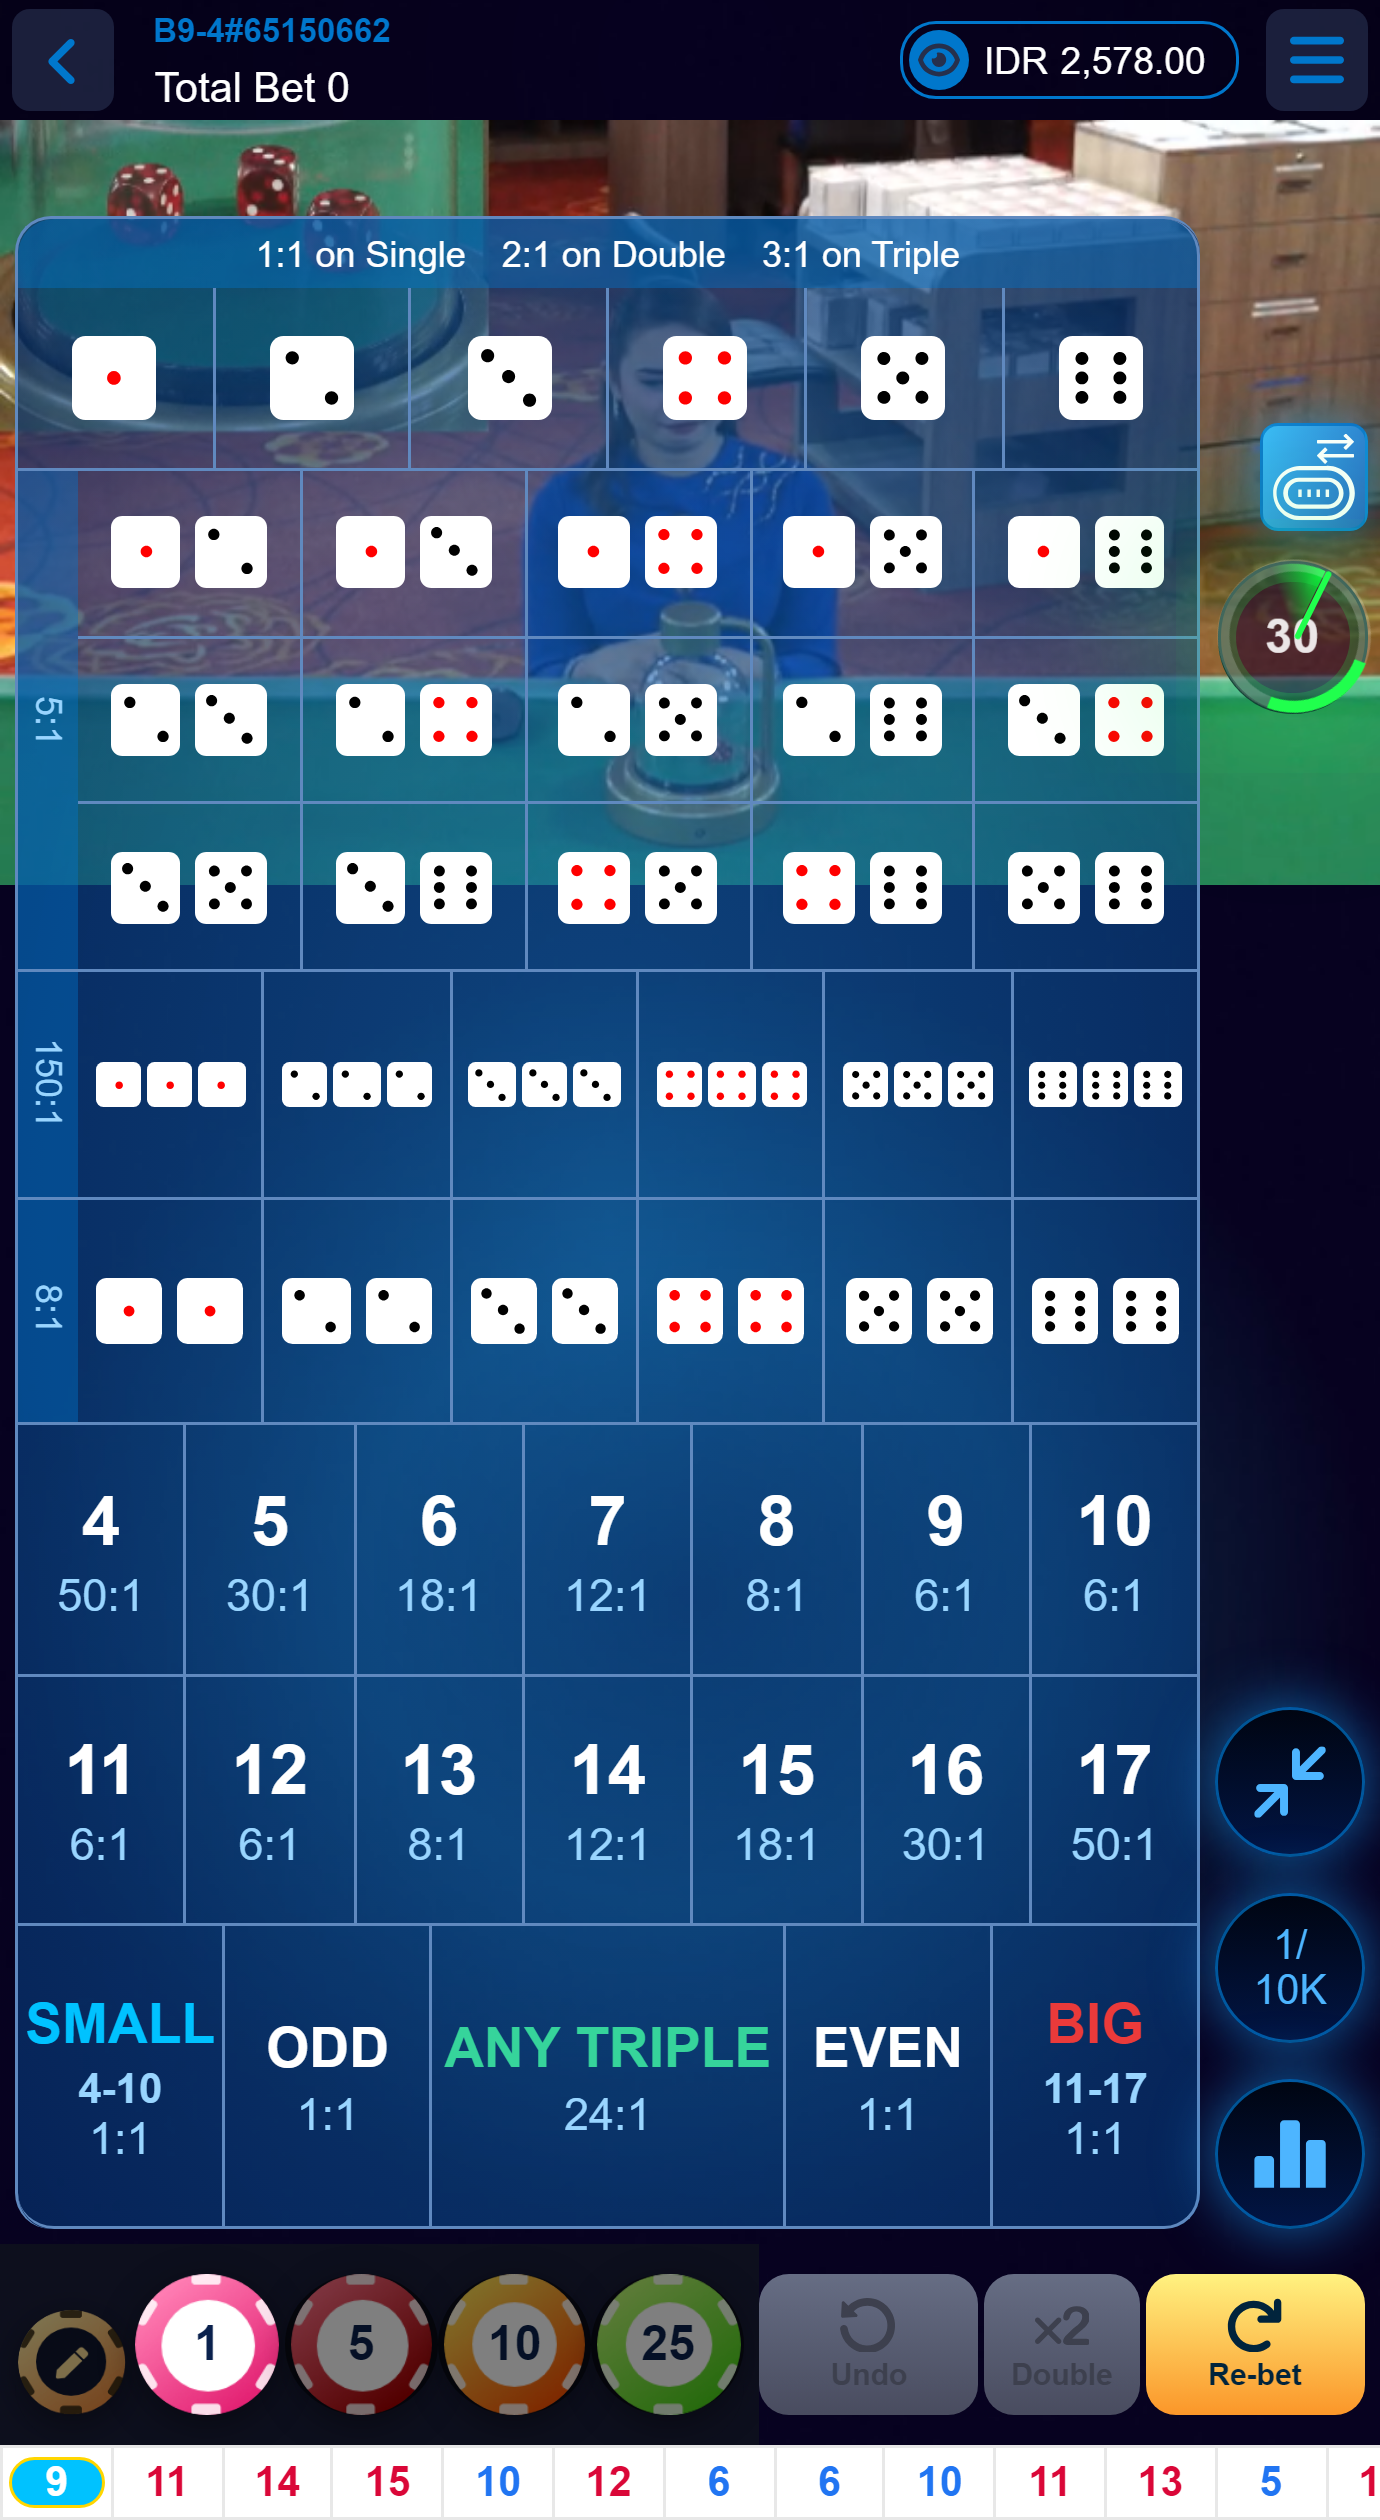 B9-4#65150662
Total Bet 0
IDR 2,578.00
1:1 on Single 2:1 on Double 3:1 on Triple
30
5:1
150:1
8:1
4 5 6 7 8 9 10
50:1 30:1 18:1 12:1 8:1 6:1 6:1
11 12 13 14 15 16 17
6:1 6:1 8:1 12:1 18:1 30:1 50:1
SMALL
4-10
1:1
ODD
1:1
ANY TRIPLE
24:1
EVEN
1:1
BIG
11-17
1:1
1/
10K
1 5 10 25
Undo
x2
Double
Re-bet
9 11 14 15 10 12 6 6 10 11 13 5